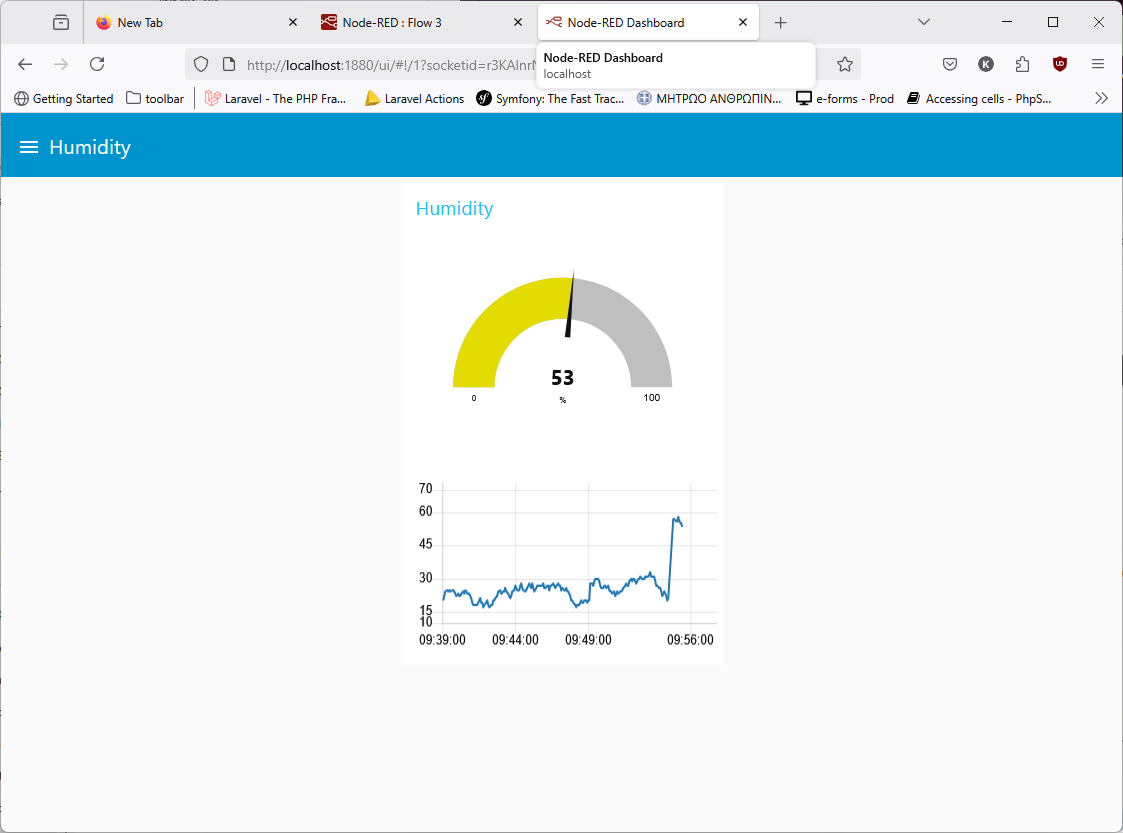 New Tab
Node-RED : Flow 3
Node-RED Dashboard
Node-RED Dashboard
localhost
http://localhost:1880/ui/#!/1?socketid=r3KAlnr
K
Getting Started
toolbar
Laravel - The PHP Fra...
Laravel Actions
Symfony: The Fast Trac...
ΜΗΤΡΩΟ ΑΝΘΡΩΠΙΝ...
e-forms - Prod
Accessing cells - PhpS...
Humidity
Humidity
53
0
%
100
70
60
45
30
15
10
09:39:00 09:44:00 09:49:00 09:56:00